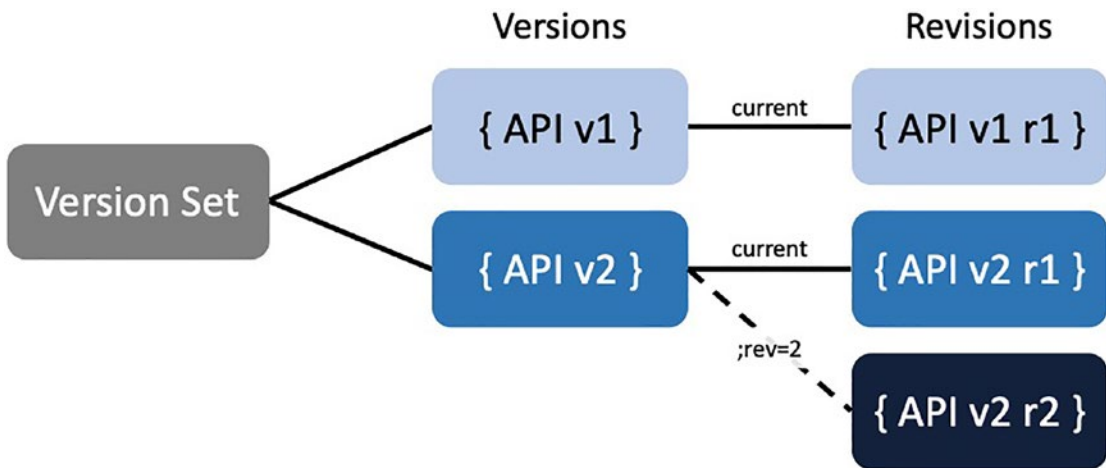 Versions
Revisions
{ API v1 }
current
{ API v1 r1 }
Version Set
{ API v2 }
current
{ API v2 r1 }
;rev=2
{ API v2 r2 }